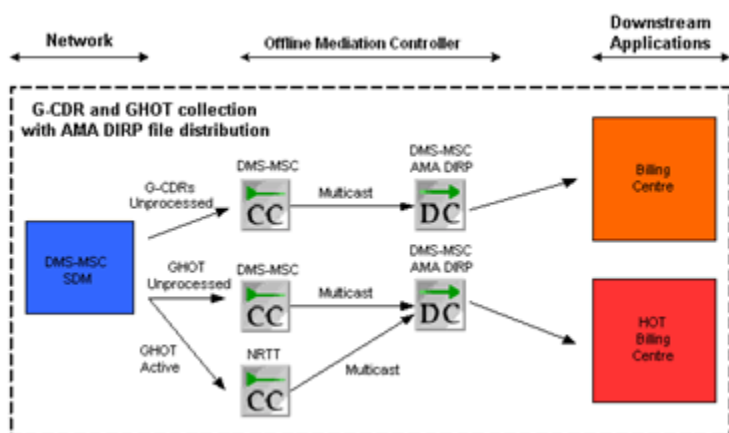 Network
Offline Mediation Controller
Downstream
Applications
G-CDR and GHOT collection
with AMA DIRP file distribution
DMS-MSC
SDM
G-CDRs
Unprocessed
DMS-MSC
CC
Multicast
DMS-MSC
AMA DIRP
DC
Billing
Centre
GHOT
Unprocessed
DMS-MSC
CC
Multicast
DMS-MSC
AMA DIRP
DC
HOT
Billing
Centre
GHOT
Active
NRTT
CC
Multicast